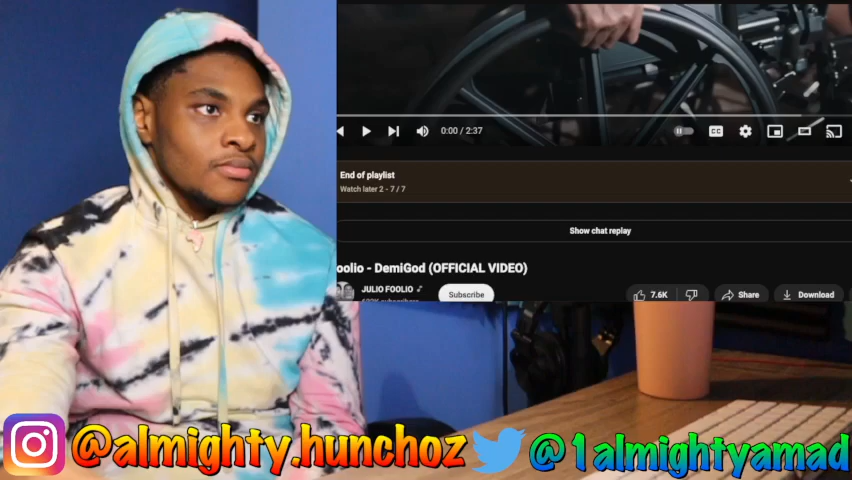 0:00 / 2:37
CC
End of playlist
Watch later 2 - 7 / 7
Show chat replay
oolio - DemiGod (OFFICIAL VIDEO)
JULIO FOOLIO
Subscribe
7.6K
Share
Download
@almighty.hunchoz
@1almightyamad